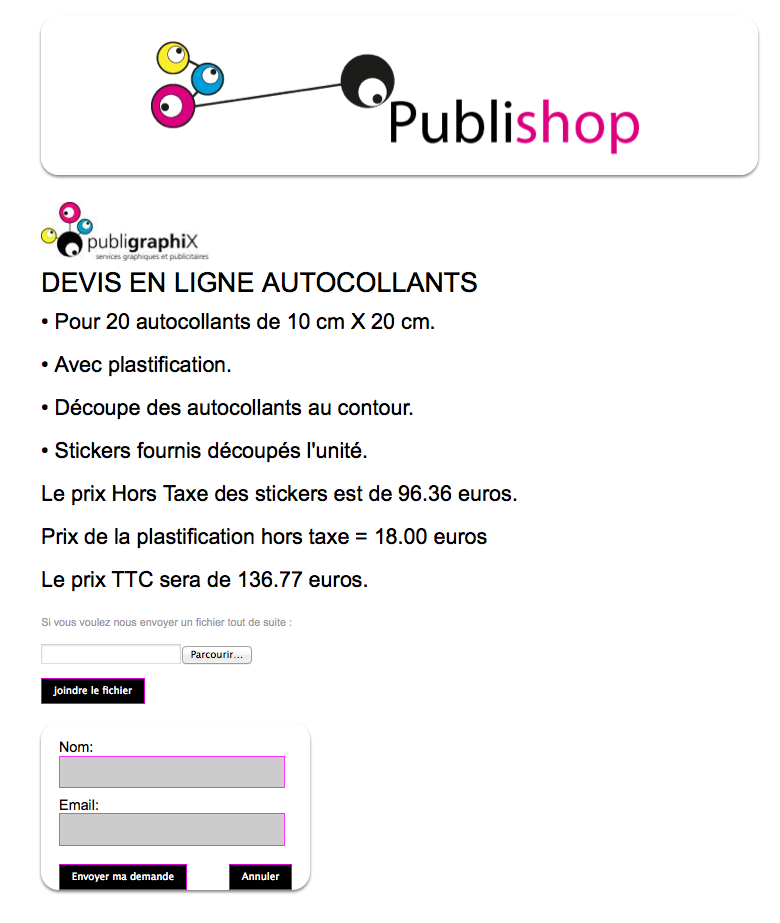 Publishop
publigraphiX
services graphiques et publicitaires
DEVIS EN LIGNE AUTOCOLLANTS
• Pour 20 autocollants de 10 cm X 20 cm.
• Avec plastification.
• Découpe des autocollants au contour.
• Stickers fournis découpés l'unité.
Le prix Hors Taxe des stickers est de 96.36 euros.
Prix de la plastification hors taxe = 18.00 euros
Le prix TTC sera de 136.77 euros.
Si vous voulez nous envoyer un fichier tout de suite :
Parcourir...
joindre le fichier
Nom:
Email:
Envoyer ma demande Annuler